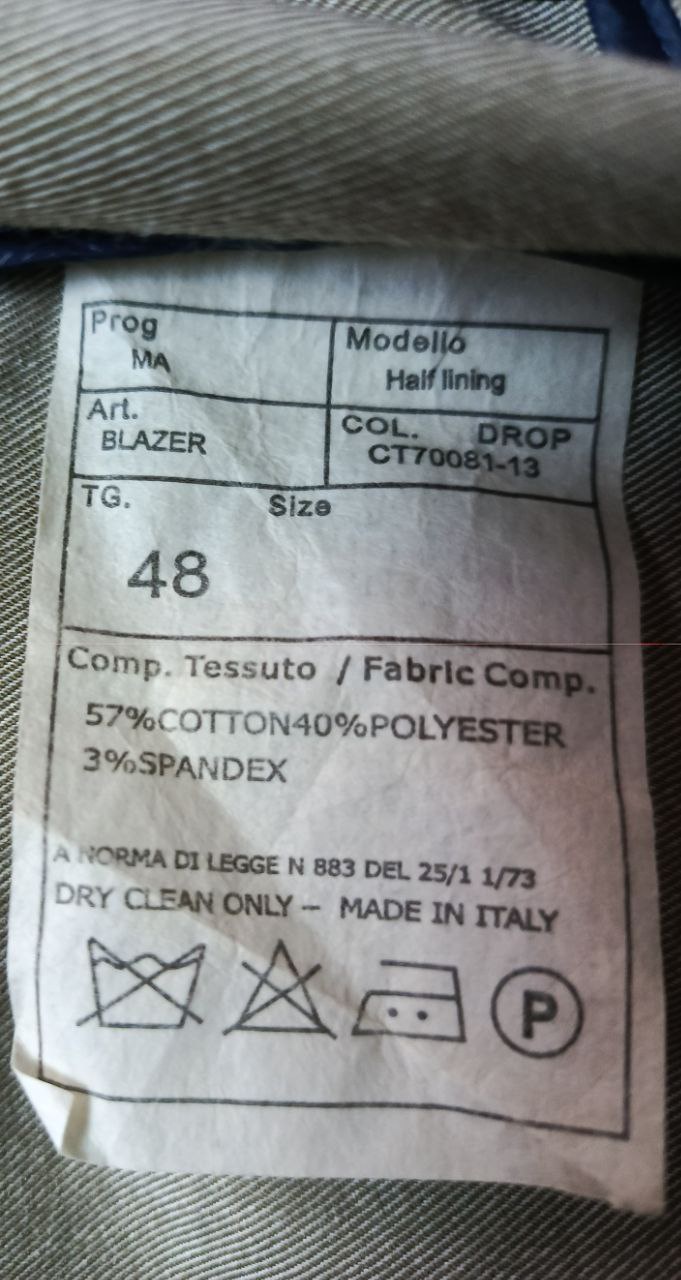 Prog
MA
Modello
Half lining
Art.
BLAZER
COL. DROP
CT70081-13
TG. Size
48
Comp. Tessuto / Fabric Comp.
57%COTTON40%POLYESTER
3%SPANDEX
A NORMA DI LEGGE N 883 DEL 25/1 1/73
DRY CLEAN ONLY – MADE IN ITALY
P